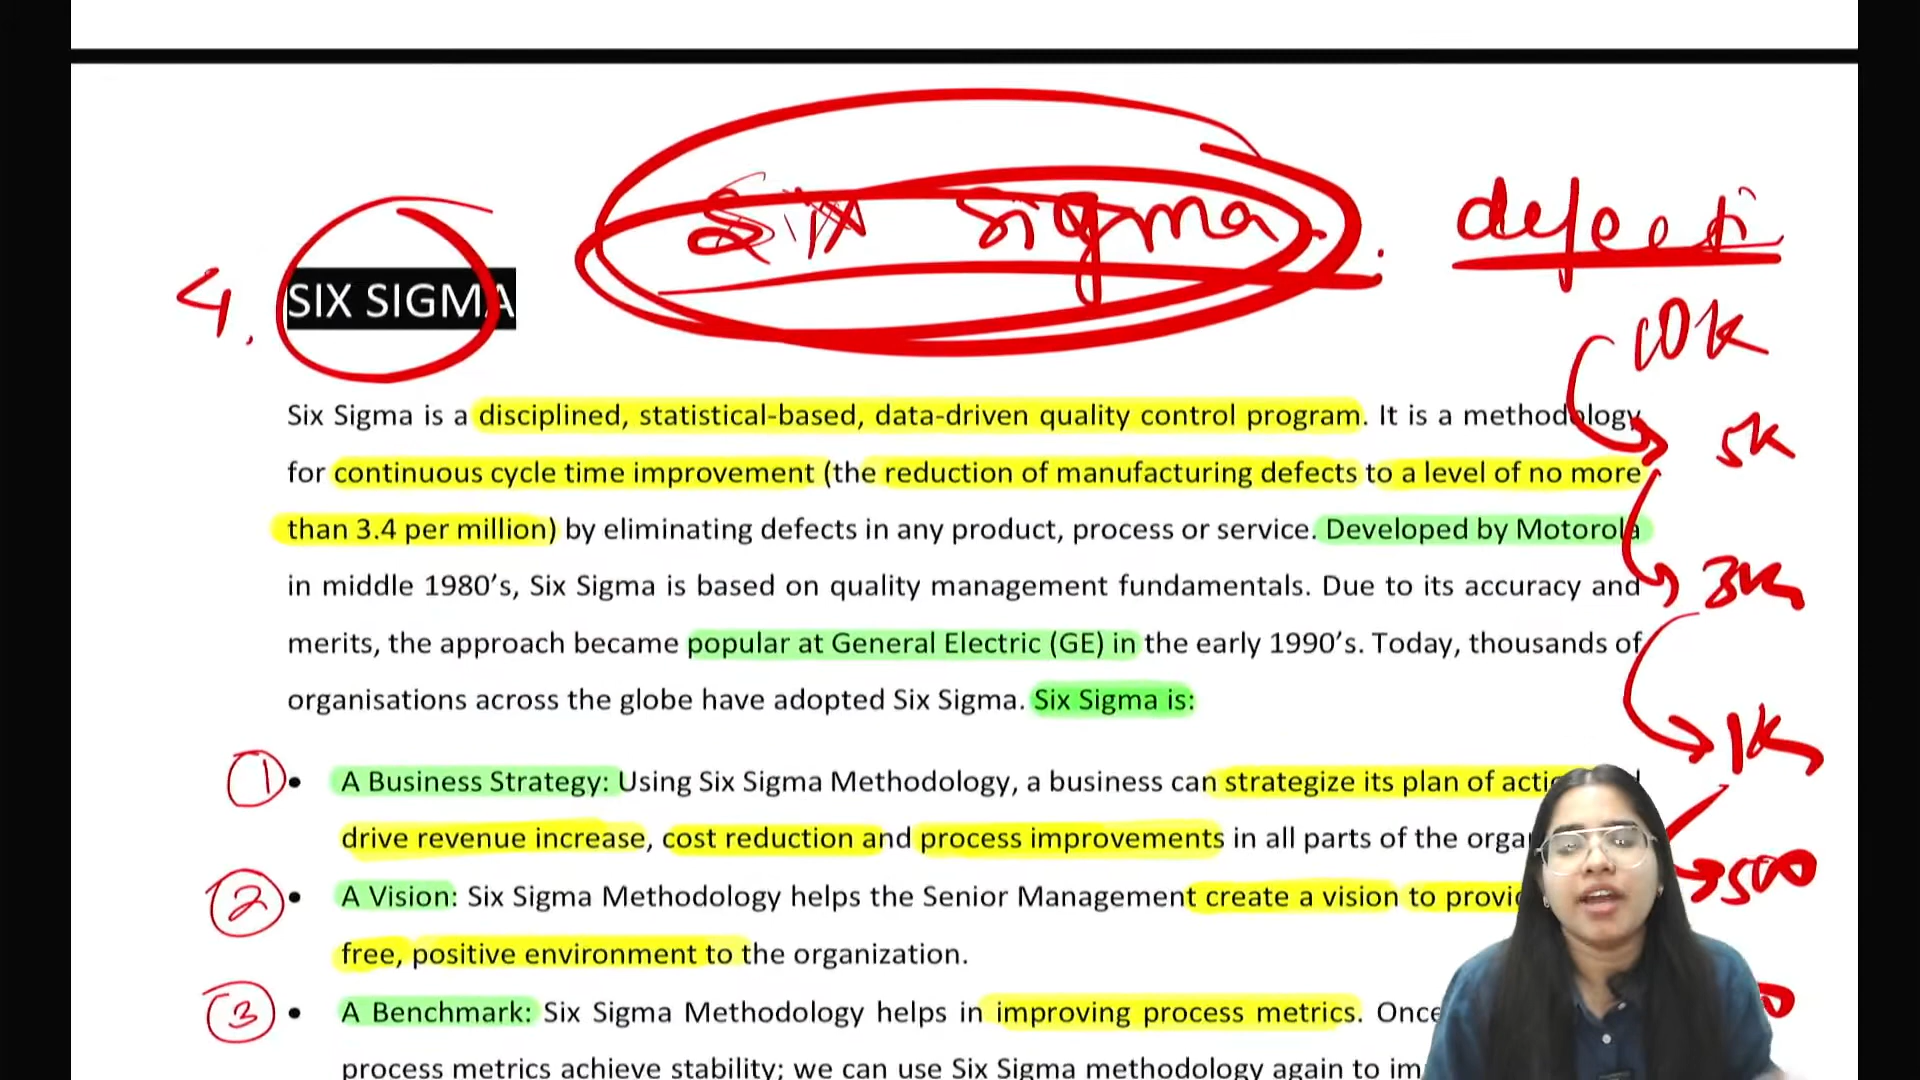 Six Sigma. defects
4. SIX SIGMA
10k
Six Sigma is a disciplined, statistical-based, data-driven quality control program. It is a methodology
5k
for continuous cycle time improvement (the reduction of manufacturing defects to a level of no more
than 3.4 per million) by eliminating defects in any product, process or service. Developed by Motorola
in middle 1980’s, Six Sigma is based on quality management fundamentals. Due to its accuracy and
3k
merits, the approach became popular at General Electric (GE) in the early 1990’s. Today, thousands of
organisations across the globe have adopted Six Sigma. Six Sigma is:
1k
1 • A Business Strategy: Using Six Sigma Methodology, a business can strategize its plan of
drive revenue increase, cost reduction and process improvements in all parts of the
500
2 • A Vision: Six Sigma Methodology helps the Senior Management create a vision to
free, positive environment to the organization.
3 • A Benchmark: Six Sigma Methodology helps in improving process metrics. Once
process metrics achieve stability; we can use Six Sigma methodology again to